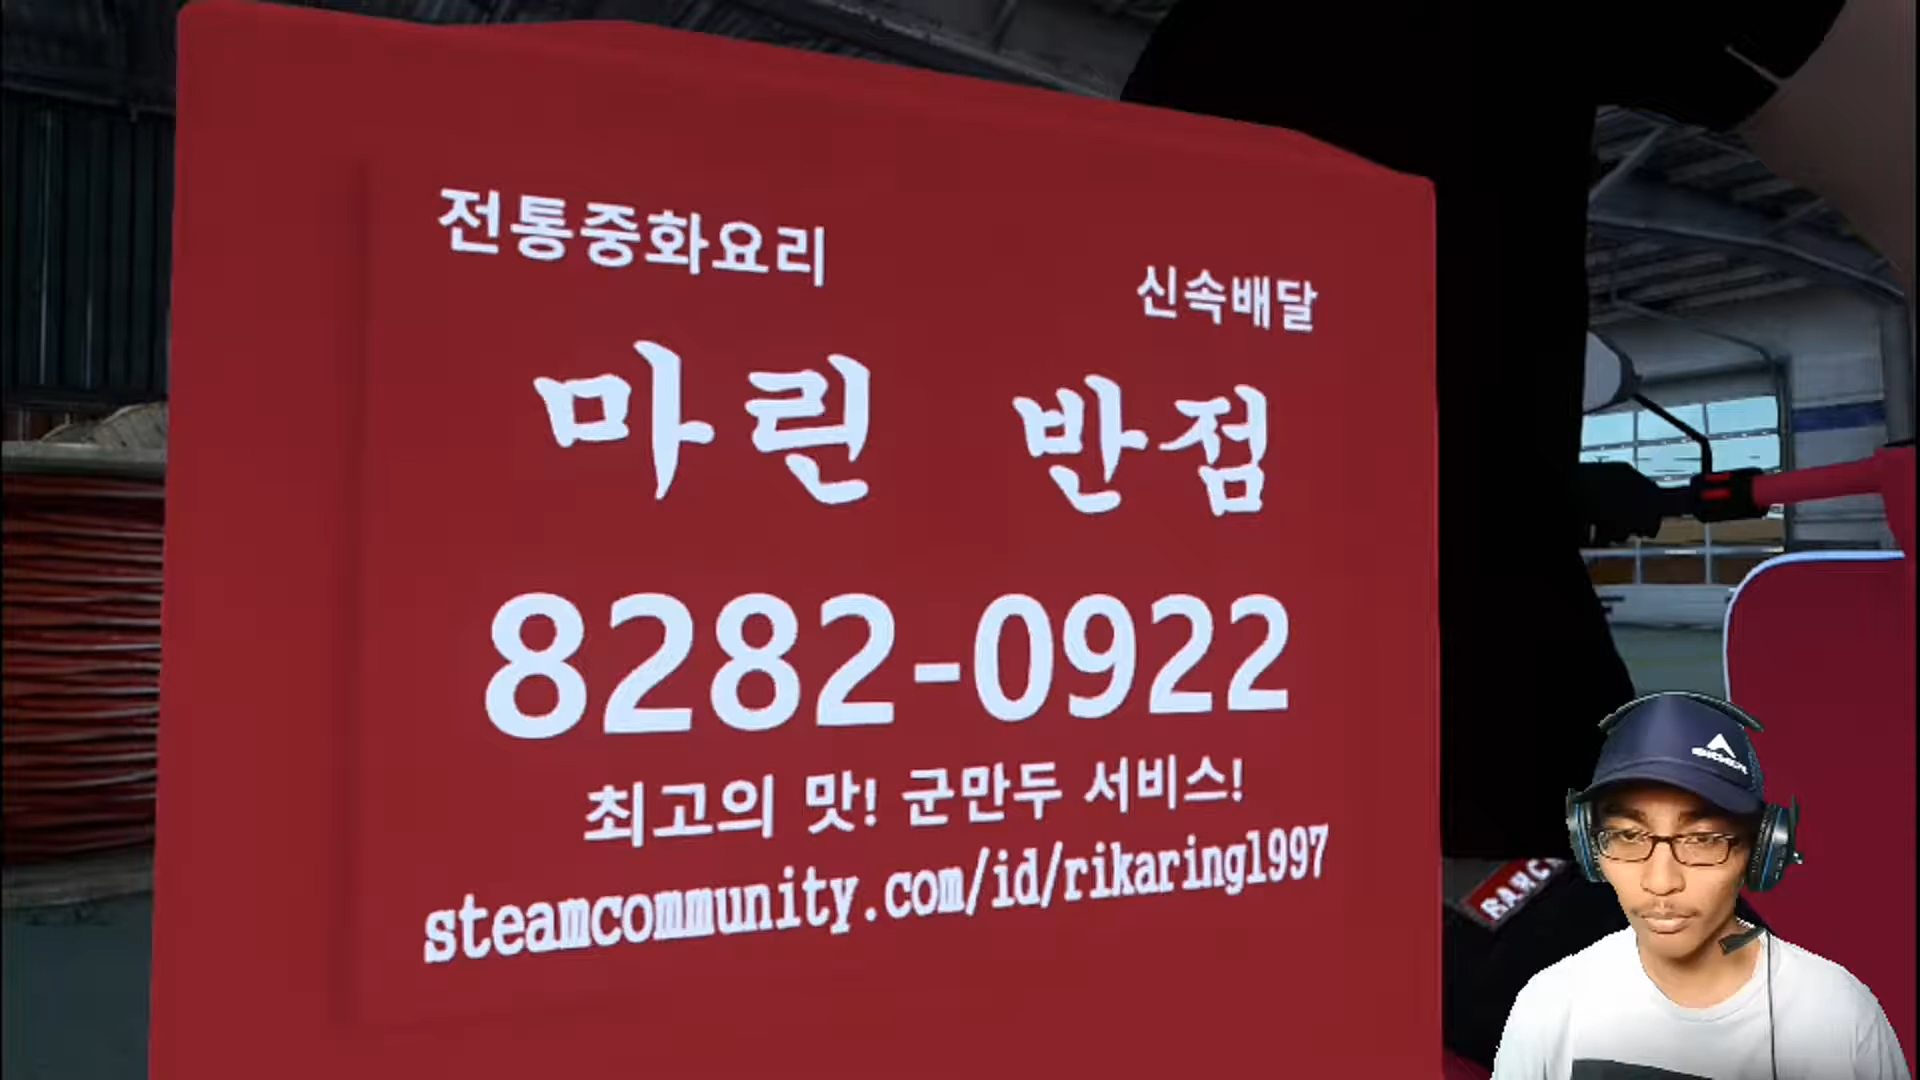 전통중화요리
신속배달
마린 반점
8282-0922
최고의 맛! 군만두 서비스!
steamcommunity.com/id/rikaring1997